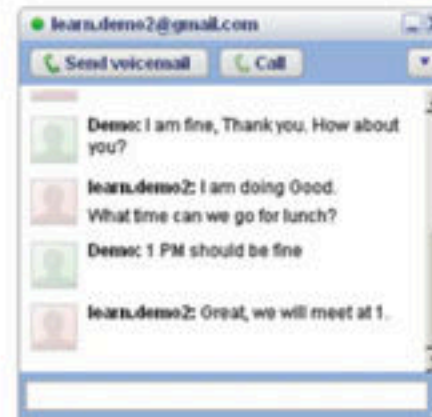 learn.demo2@gmail.com
Send voicemail
Call
Demo: I am fine, Thank you. How about
you?
learn.demo2: I am doing Good.
What time can we go for lunch?
Demo: 1 PM should be fine
learn.demo2: Great, we will meet at 1.